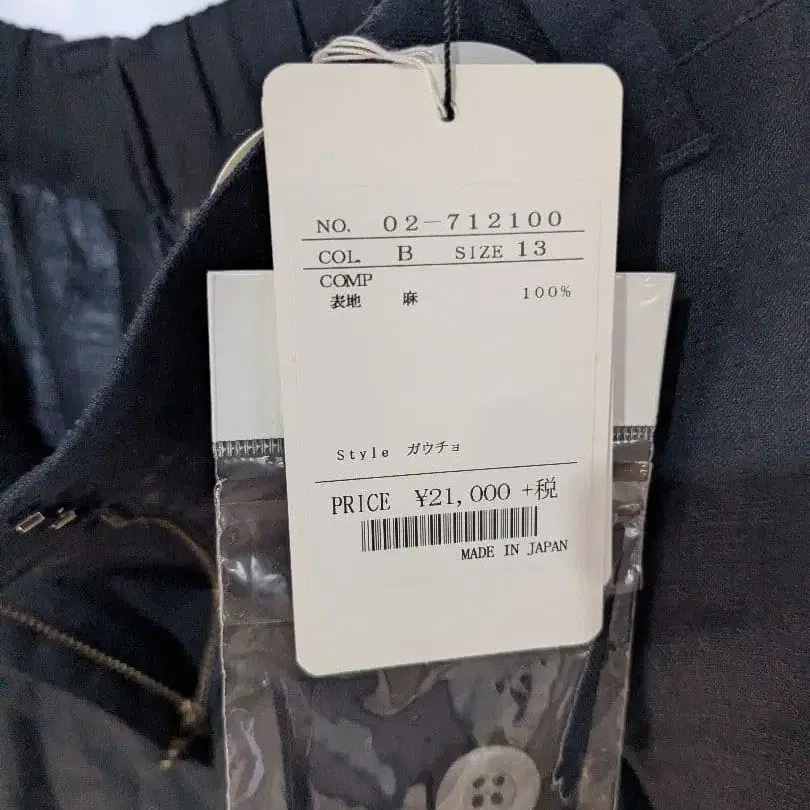 NO. 02-712100
COL. B SIZE 13
COMP
表地 麻 100%
Style ガウチョ
PRICE ¥21,000 +税
MADE IN JAPAN